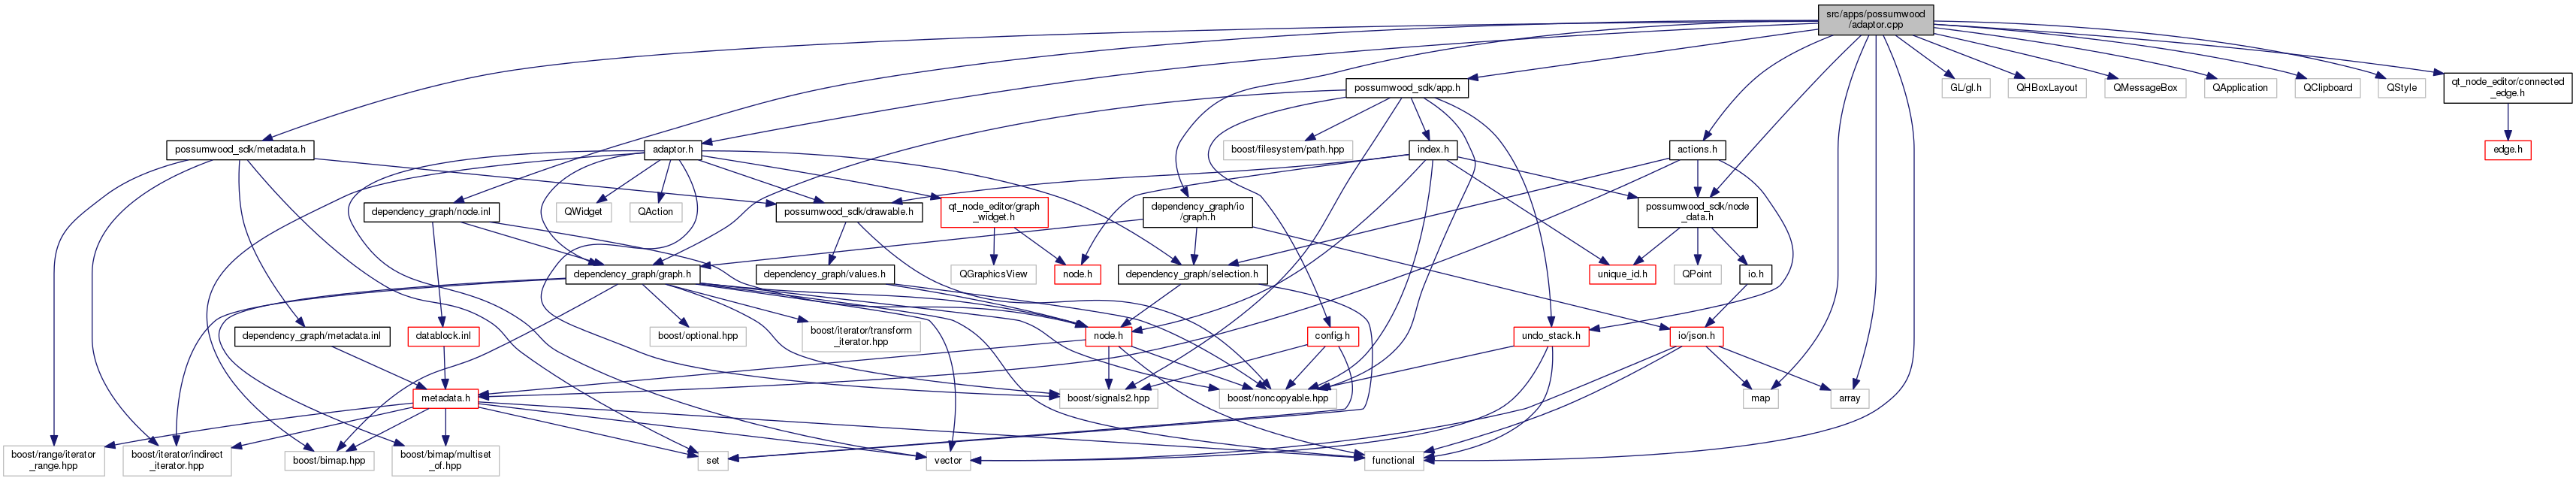 src/apps/possumwood
/adaptor.cpp
possumwood_sdk/app.h
GL/gl.h
QHBoxLayout
QMessageBox
QApplication
QClipboard
QStyle
qt_node_editor/connected
_edge.h
possumwood_sdk/metadata.h
adaptor.h
boost/filesystem/path.hpp
index.h
actions.h
edge.h
dependency_graph/node.inl
QWidget
QAction
possumwood_sdk/drawable.h
qt_node_editor/graph
_widget.h
dependency_graph/io
/graph.h
possumwood_sdk/node
_data.h
dependency_graph/graph.h
dependency_graph/values.h
QGraphicsView
node.h
dependency_graph/selection.h
unique_id.h
QPoint
io.h
dependency_graph/metadata.inl
datablock.inl
boost/optional.hpp
boost/iterator/transform
_iterator.hpp
node.h
config.h
undo_stack.h
io/json.h
metadata.h
boost/signals2.hpp
boost/noncopyable.hpp
map
array
boost/range/iterator
_range.hpp
boost/iterator/indirect
_iterator.hpp
boost/bimap.hpp
boost/bimap/multiset
_of.hpp
set
vector
functional